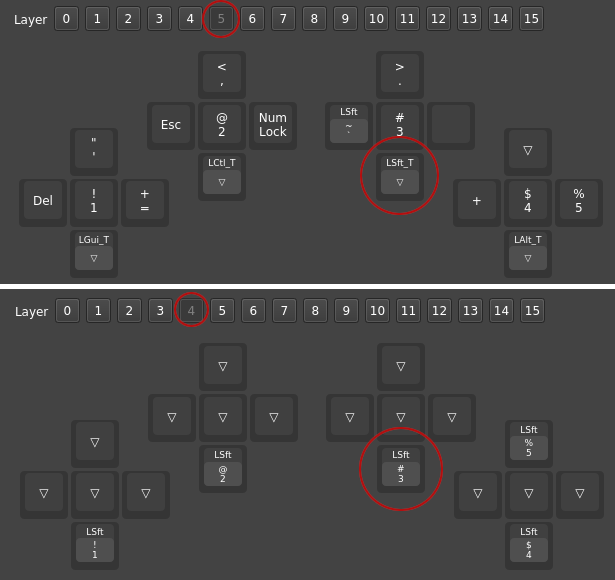 Layer 0 1 2 3 4 5 6 7 8 9 10 11 12 13 14 15
< >
, .
LSft
Esc @ Num ~ #
2 Lock ` 3
" LCtl_T LSft_T ▽
' ▽ ▽
Del ! + + $ %
1 = 4 5
LGui_T LAlt_T
▽ ▽
Layer 0 1 2 3 4 5 6 7 8 9 10 11 12 13 14 15
▽ ▽
▽ ▽ ▽ ▽ ▽ ▽
▽ LSft LSft LSft
@ # %
2 3 5
▽ ▽ ▽ ▽ ▽ ▽
LSft LSft
! $
1 4